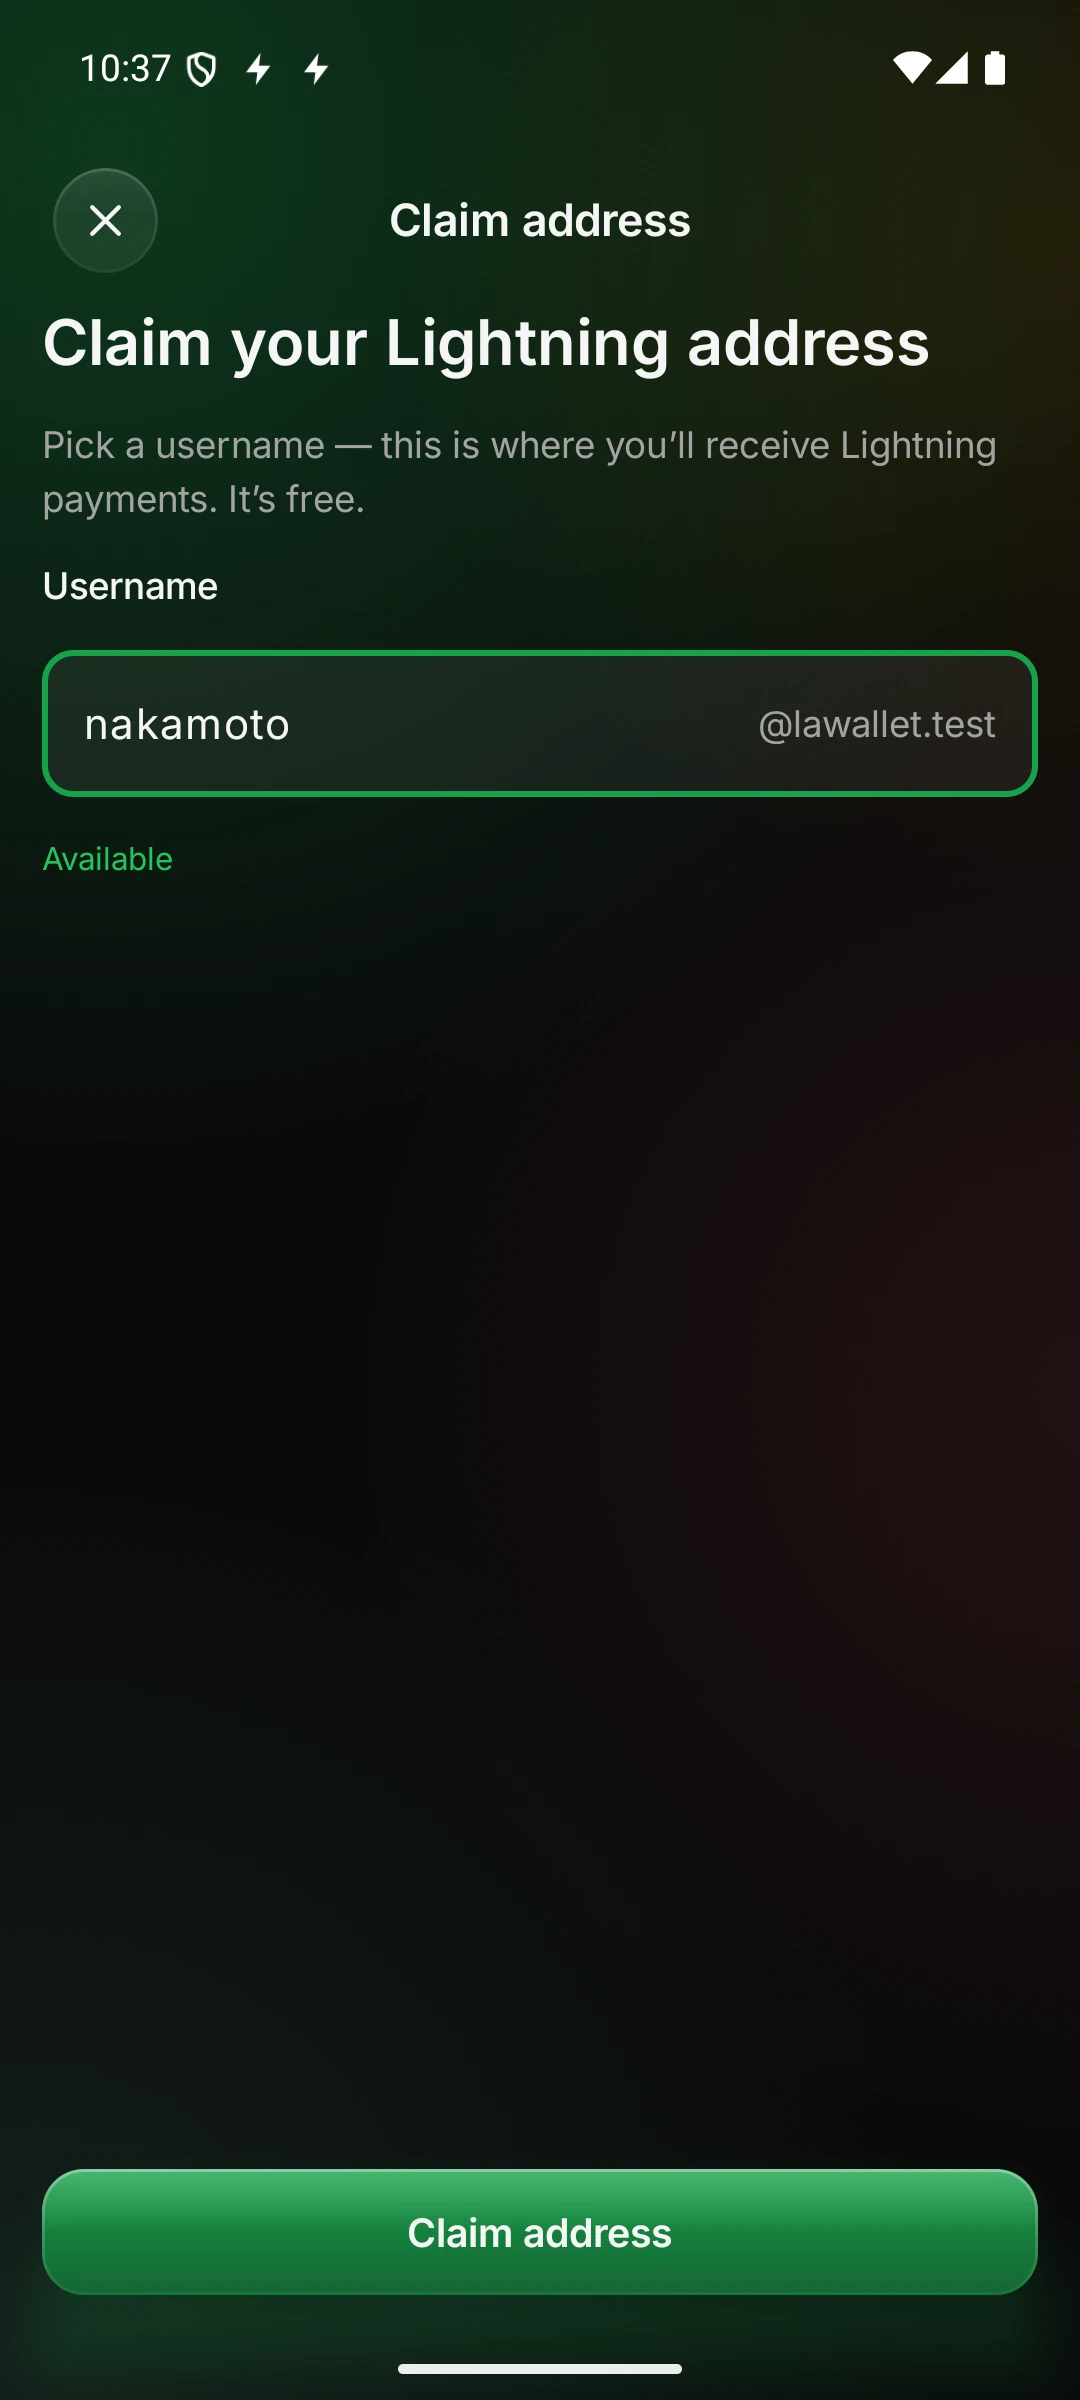 10:37
Claim address
Claim your Lightning address
Pick a username — this is where you’ll receive Lightning
payments. It’s free.
Username
nakamoto @lawallet.test
Available
Claim address